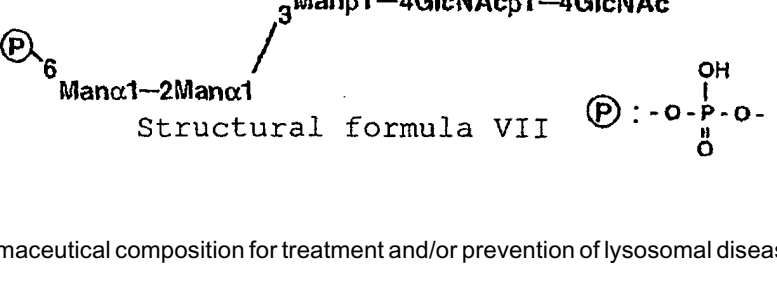 3Manβ1—4GlcNAcβ1—4GlcNAc
P
6
Manα1—2Manα1
OH
Structural formula VII
P : -O-P-O-
O
maceutical composition for treatment and/or prevention of lysosomal